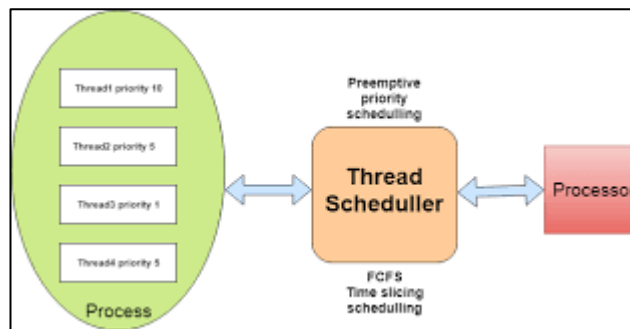 Thread1 priority 10
Thread2 priority 5
Thread3 priority 1
Thread4 priority 5
Process
Preemptive
priority
schedulling
Thread
Scheduller
FCFS
Time slicing
schedulling
Processor